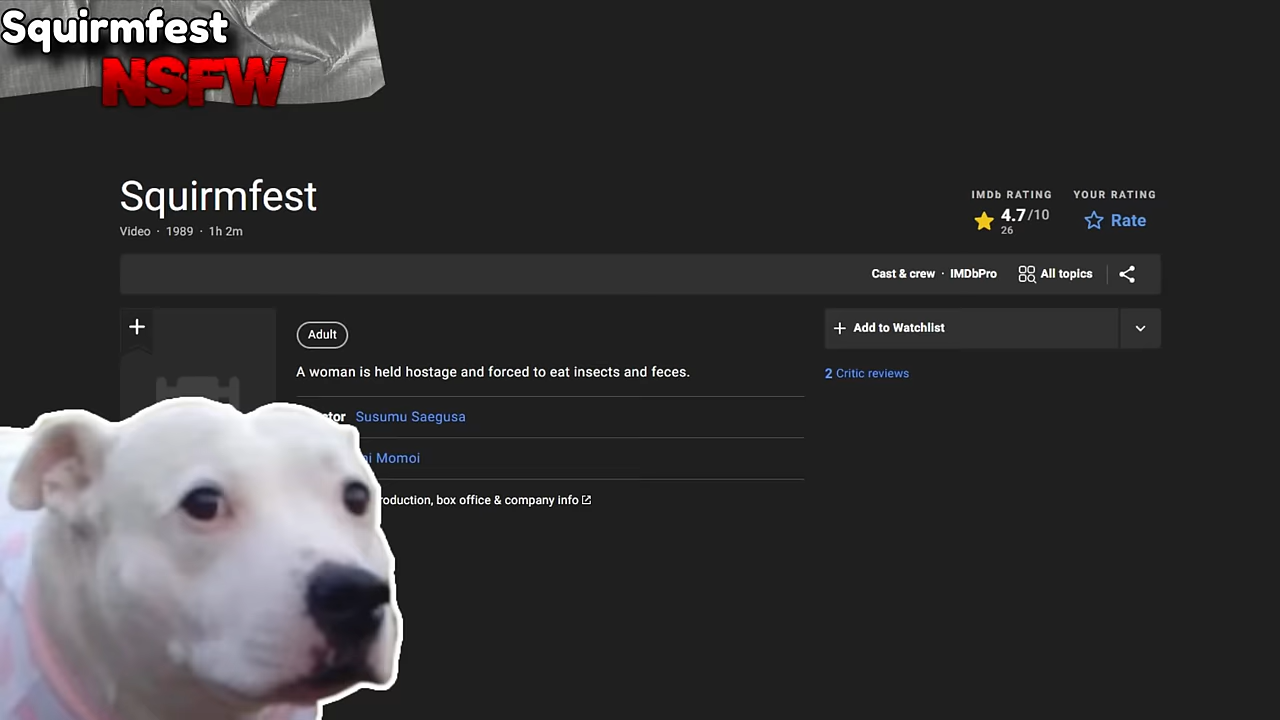 Squirmfest
NSFW
Squirmfest
Video · 1989 · 1h 2m
IMDb RATING
4.7/10
26
YOUR RATING
Rate
Cast & crew · IMDbPro
All topics
Adult
A woman is held hostage and forced to eat insects and feces.
Susumu Saegusa
Momoi
box office & company info
Add to Watchlist
2 Critic reviews